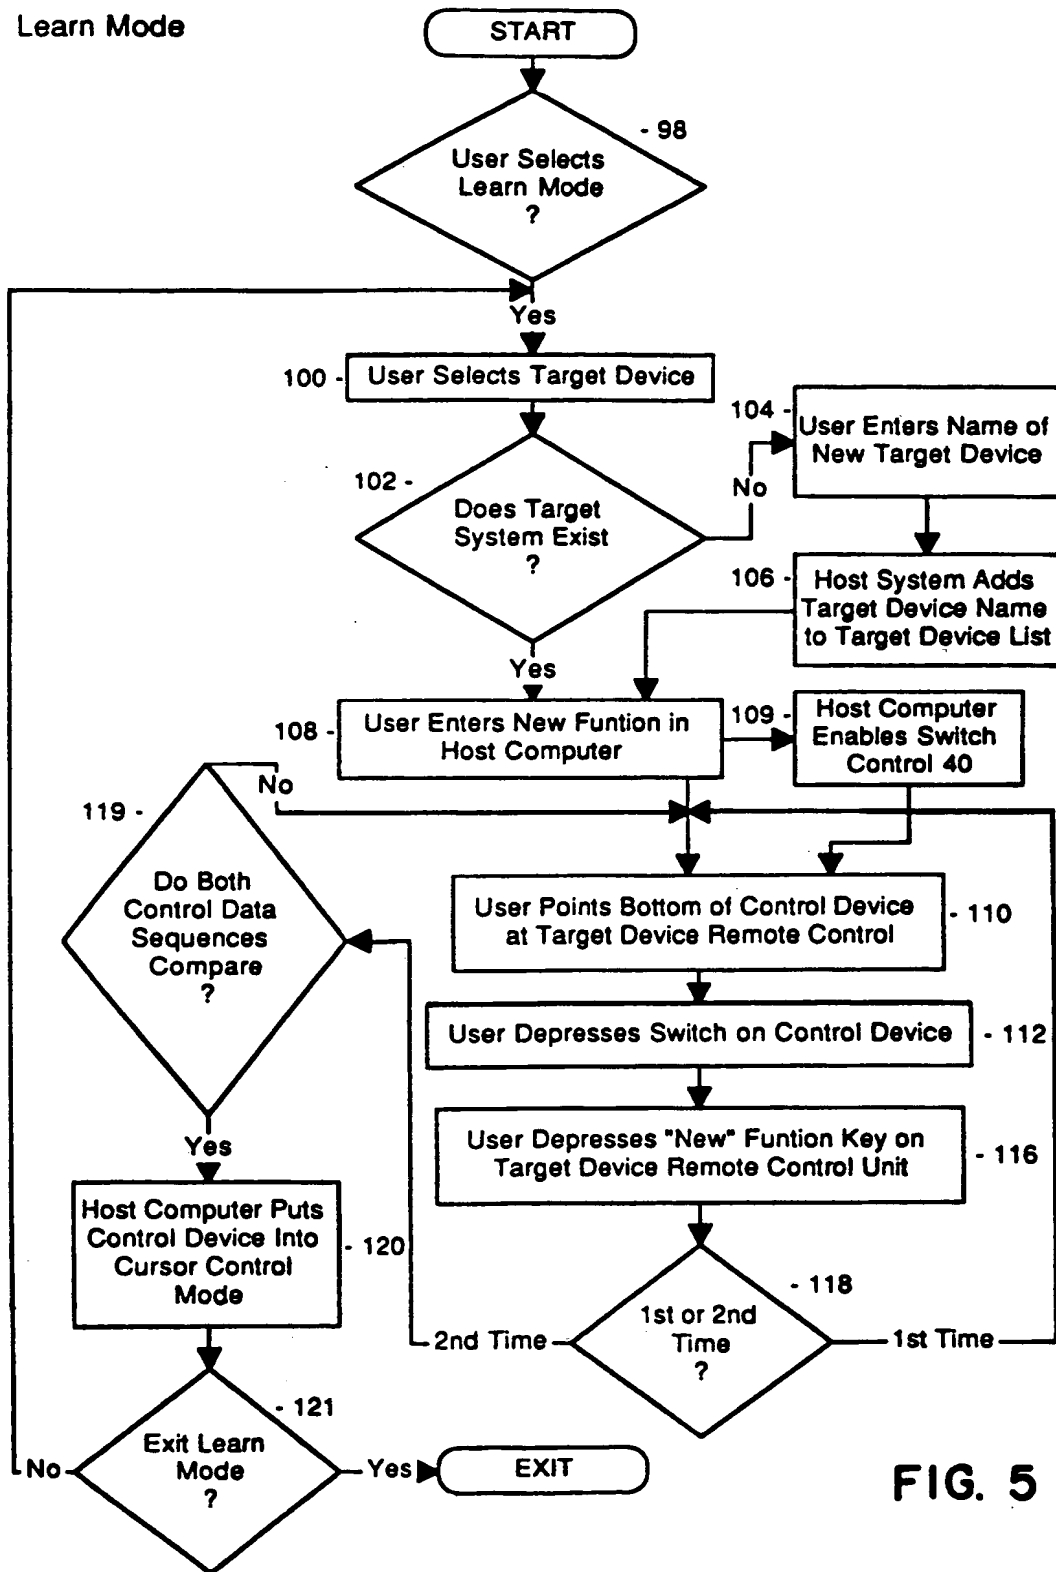 Learn Mode
START
- 98
User Selects
Learn Mode
?
Yes
100 -
User Selects Target Device
104 -
User Enters Name of
New Target Device
102 -
No
Does Target
System Exist
?
106 -
Host System Adds
Target Device Name
to Target Device List
Yes
108 -
User Enters New Funtion in
Host Computer
109 -
Host Computer
Enables Switch
Control 40
No
119 -
Do Both
Control Data
Sequences
Compare
?
User Points Bottom of Control Device
at Target Device Remote Control
- 110
User Depresses Switch on Control Device
- 112
Yes
User Depresses "New" Funtion Key on
Target Device Remote Control Unit
- 116
Host Computer Puts
Control Device Into
Cursor Control
Mode
- 120
- 118
1st or 2nd
Time
?
2nd Time
1st Time
- 121
Exit Learn
Mode
?
No
Yes
EXIT
FIG. 5